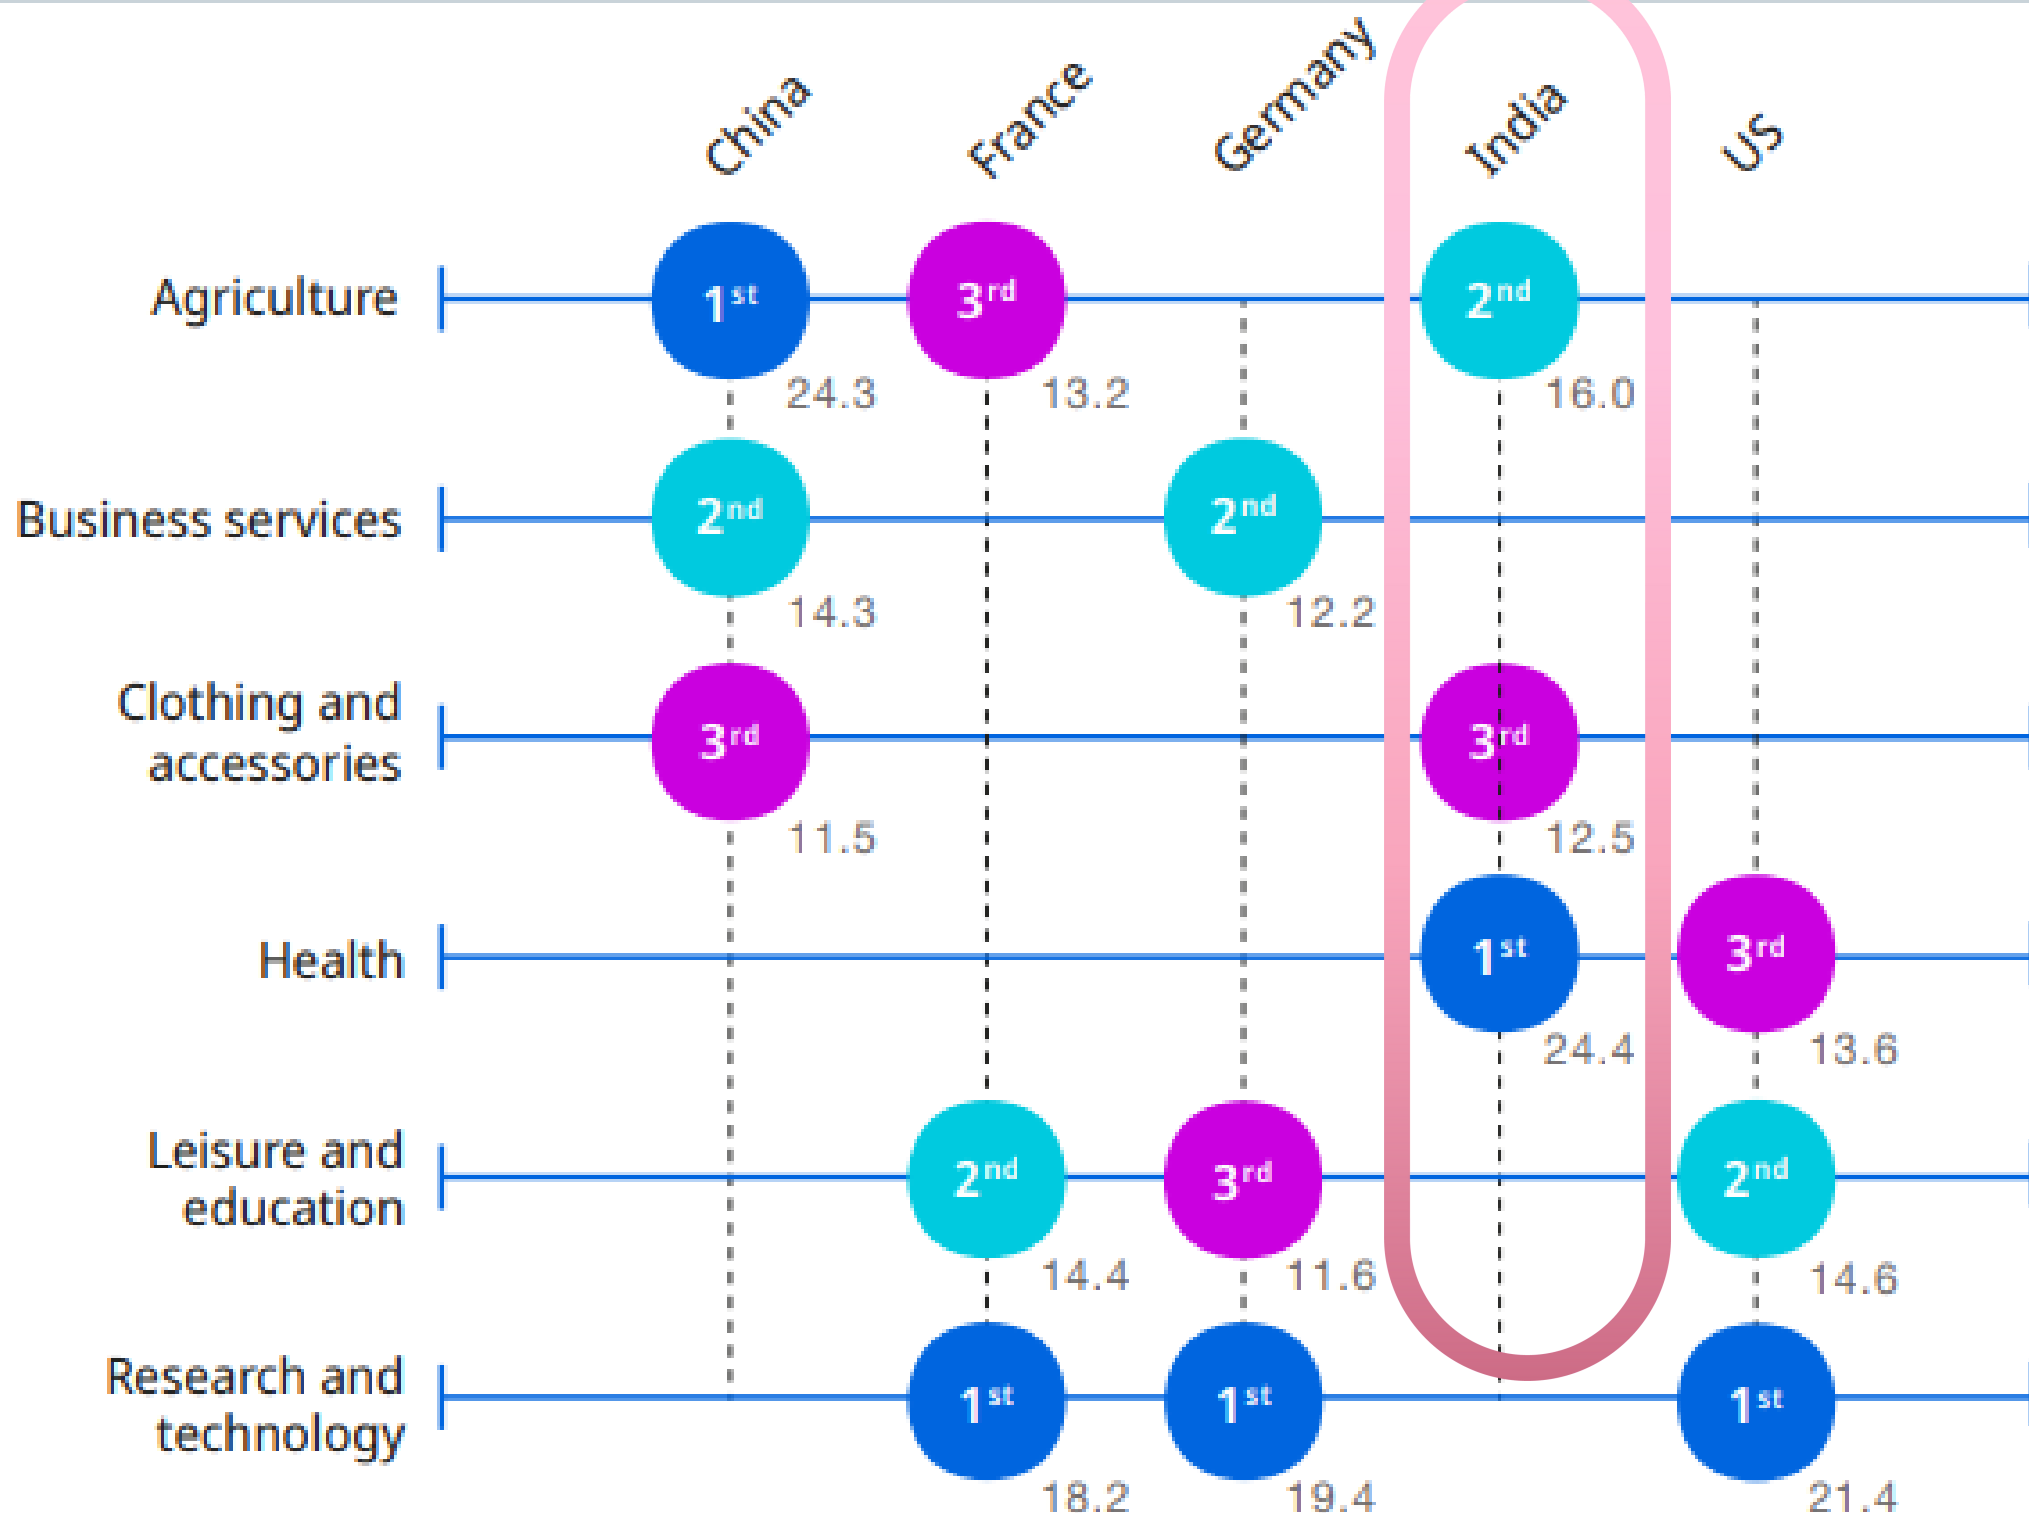 China
France
Germany
India
US
Agriculture
1st
3rd
2nd
24.3
13.2
16.0
Business services
2nd
2nd
14.3
12.2
Clothing and
accessories
3rd
3rd
11.5
12.5
Health
1st
3rd
24.4
13.6
Leisure and
education
2nd
3rd
2nd
14.4
11.6
14.6
Research and
technology
1st
1st
1st
18.2
19.4
21.4